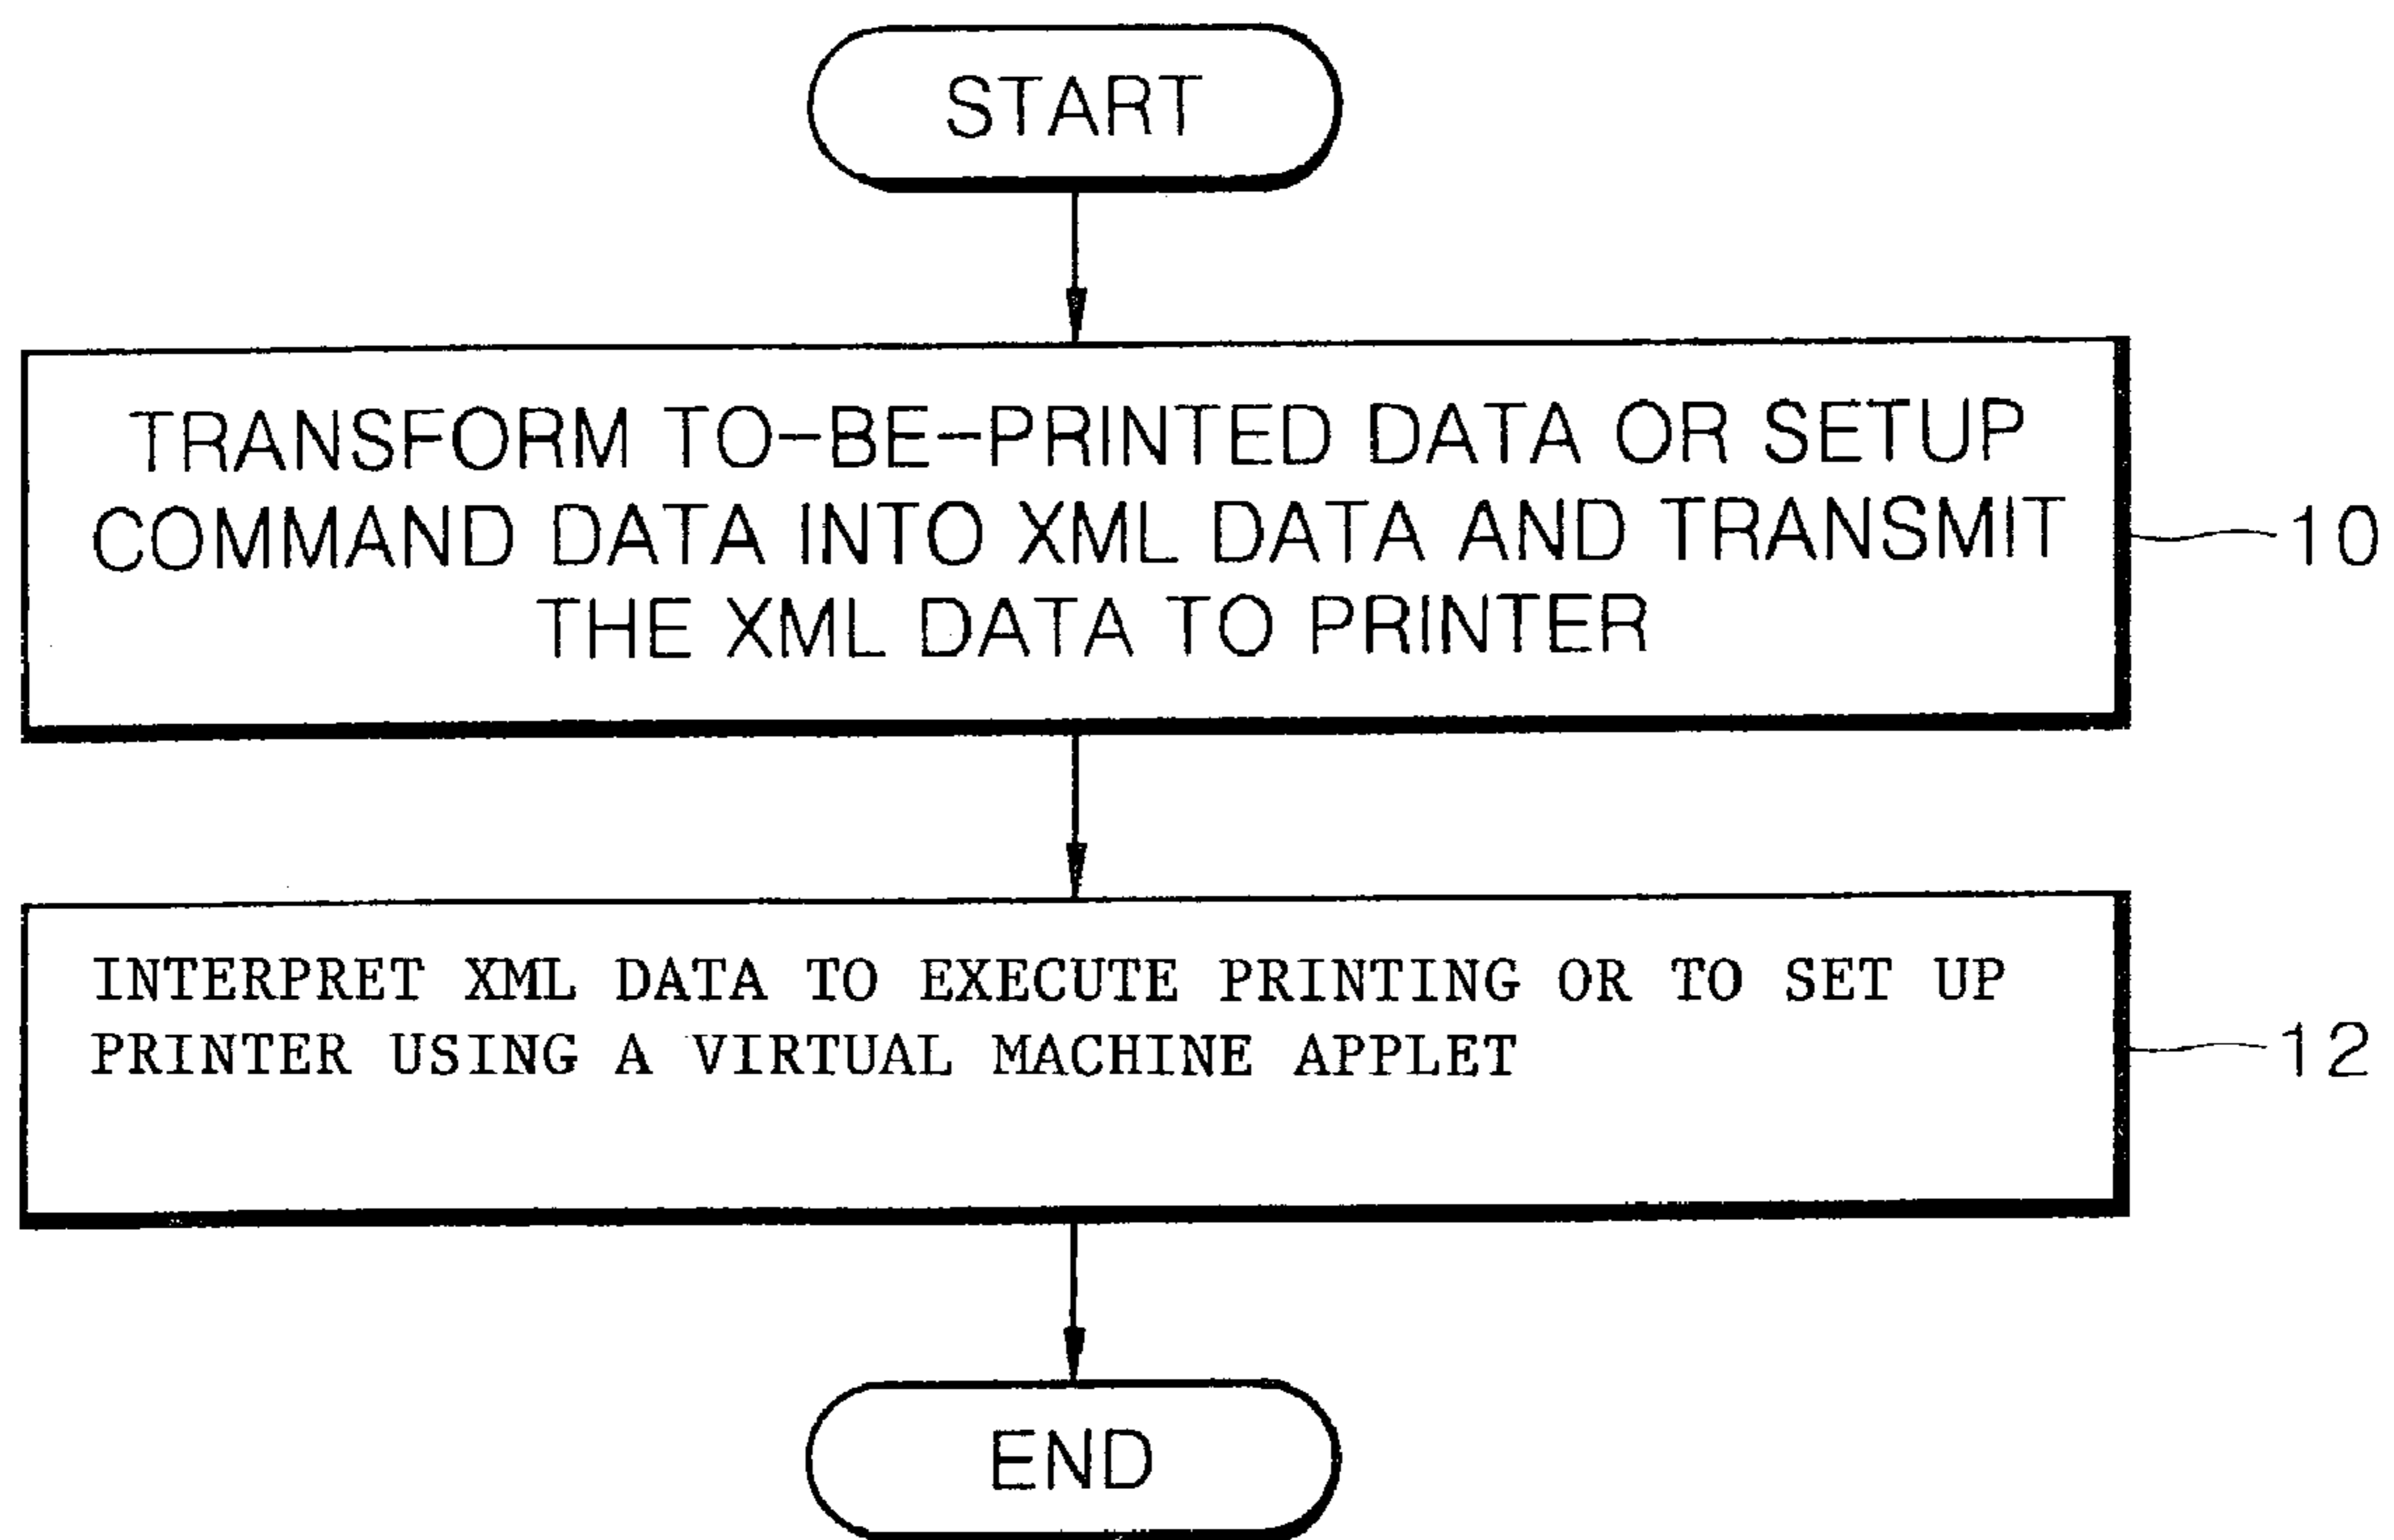 START
TRANSFORM TO-BE-PRINTED DATA OR SETUP
COMMAND DATA INTO XML DATA AND TRANSMIT
THE XML DATA TO PRINTER
10
INTERPRET XML DATA TO EXECUTE PRINTING OR TO SET UP
PRINTER USING A VIRTUAL MACHINE APPLET
12
END